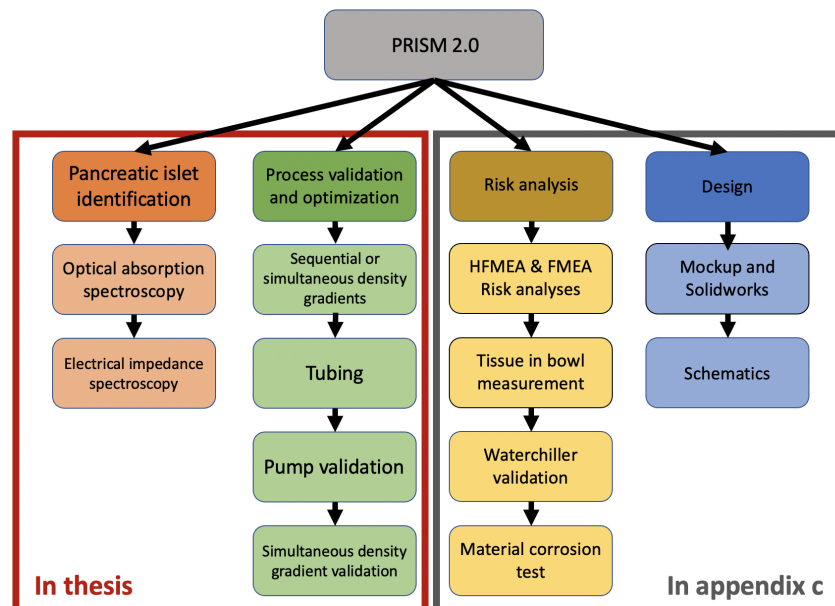 PRISM 2.0
Pancreatic islet
identification
Optical absorption
spectroscopy
Electrical impedance
spectroscopy
Process validation
and optimization
Sequential or
simultaneous density
gradients
Tubing
Pump validation
Simultaneous density
gradient validation
Risk analysis
HFMEA & FMEA
Risk analyses
Tissue in bowl
measurement
Waterchiller
validation
Material corrosion
test
Design
Mockup and
Solidworks
Schematics
In thesis
In appendix c